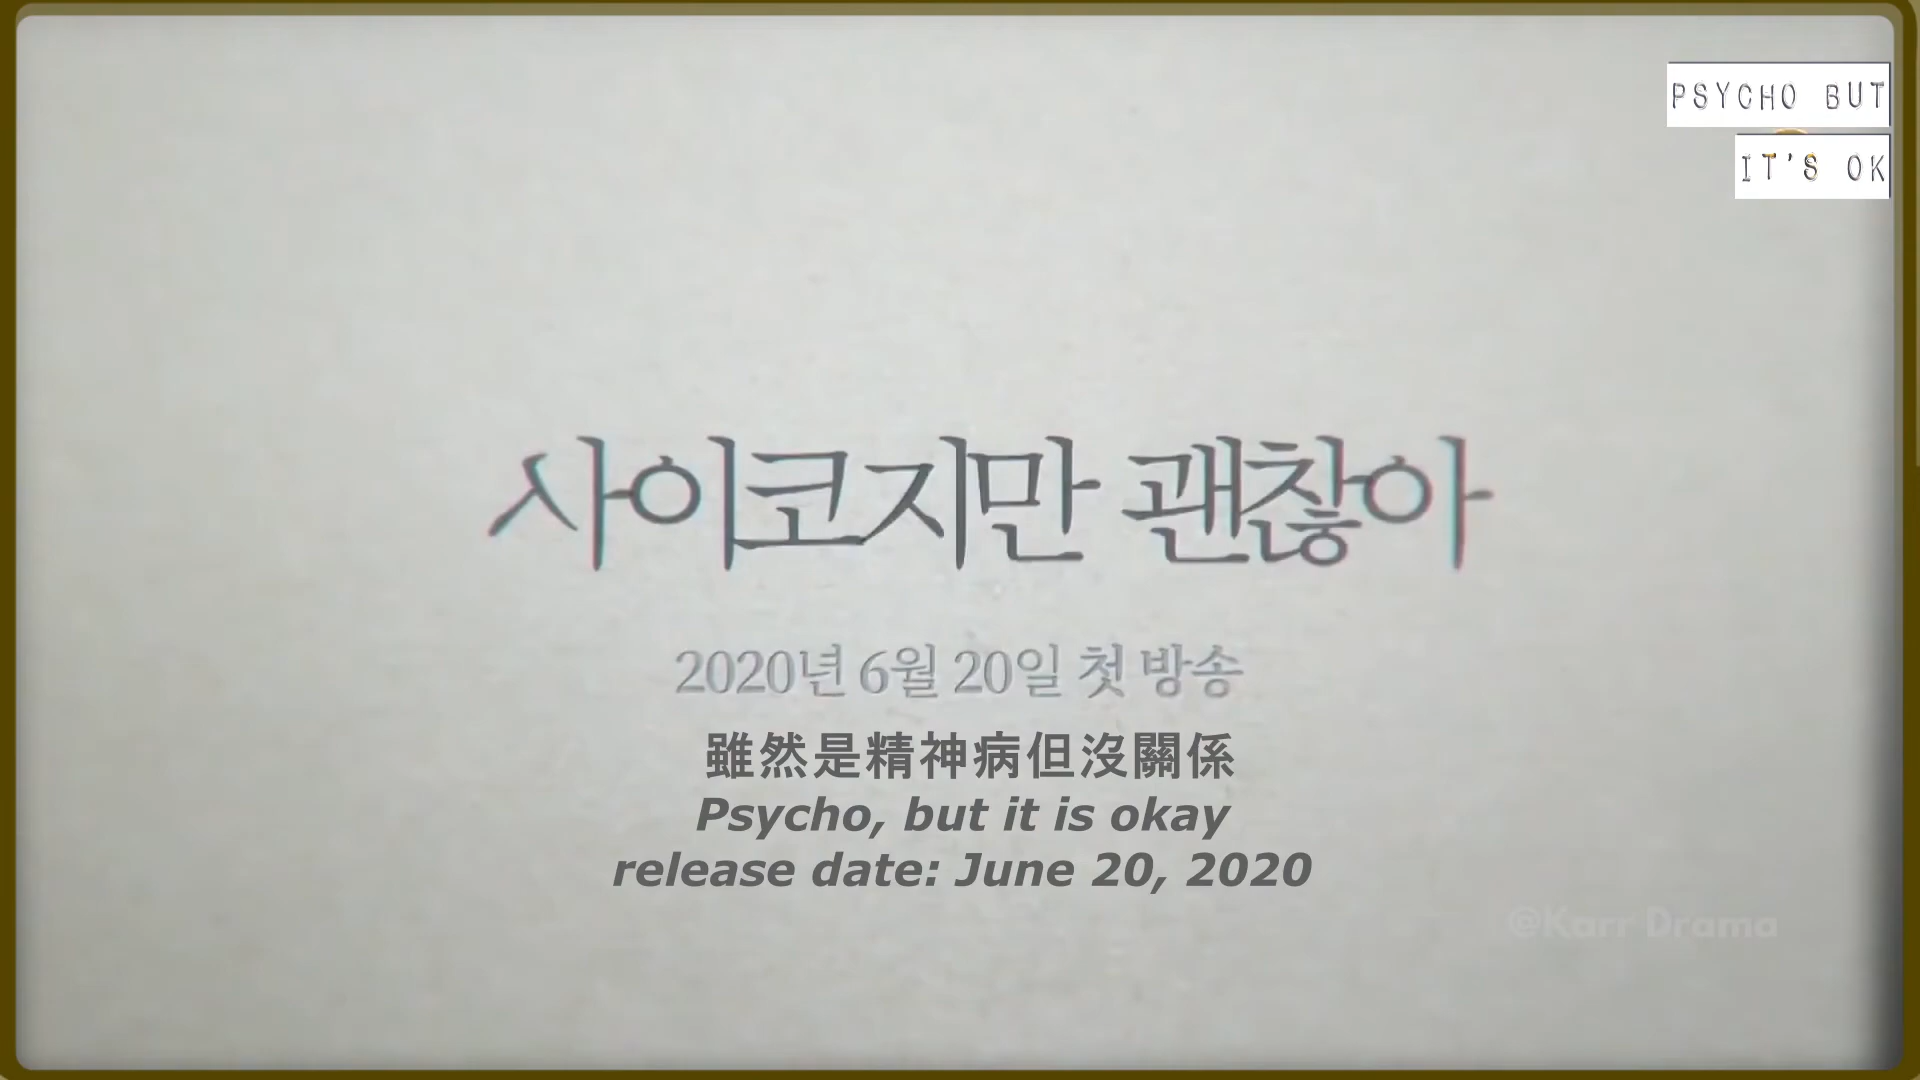 PSYCHO BUT
IT'S OK
사이코지만 괜찮아
2020년 6월 20일 첫 방송
雖然是精神病但沒關係
Psycho, but it is okay
release date: June 20, 2020
@Karr Drama